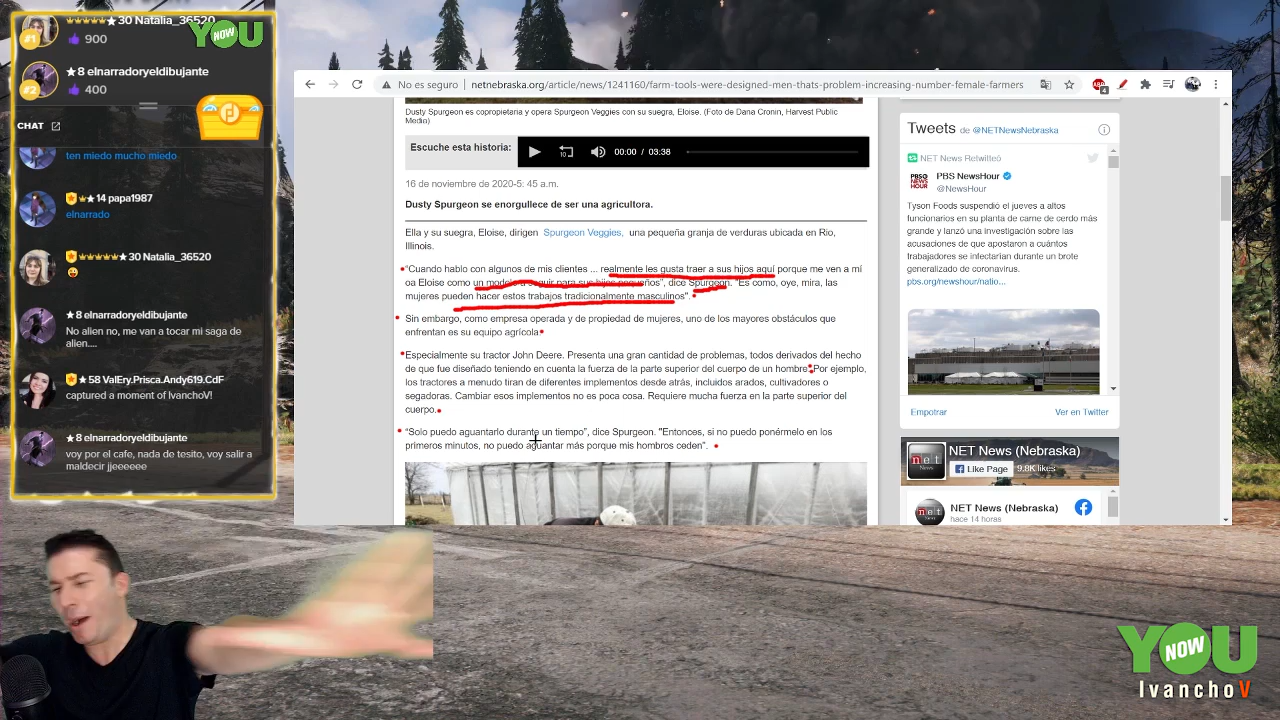 #1
30 Natalia_36520
900
YOU NOW
#2
8 elnarradoryeldibujante
400
CHAT
ten miedo mucho miedo
14 papa1987
elnarrado
30 Natalia_36520
8 elnarradoryeldibujante
No alien no, me van a tocar mi saga de
alien....
58 ValEry.Prisca.Andy619.CdF
captured a moment of IvanchoV!
8 elnarradoryeldibujante
voy por el cafe, nada de tesito, voy salir a
maldecir jjeeeeee
No es seguro
netnebraska.org/article/news/1241160/farm-tools-were-designed-men-thats-problem-increasing-number-female-farmers
4
Dusty Spurgeon es copropietaria y opera Spurgeon Veggies con su suegra, Eloise. (Foto de Dana Cronin, Harvest Public
Media)
Escuche esta historia:
10
00:00 / 03:38
16 de noviembre de 2020-5: 45 a.m.
Dusty Spurgeon se enorgullece de ser una agricultora.
Ella y su suegra, Eloise, dirigen Spurgeon Veggies, una pequeña granja de verduras ubicada en Rio,
Illinois.
“Cuando hablo con algunos de mis clientes ... realmente les gusta traer a sus hijos aquí porque me ven a mí
oa Eloise como un modelo a seguir para sus hijos pequeños”, dice Spurgeon. “Es como, oye, mira, las
mujeres pueden hacer estos trabajos tradicionalmente masculinos”.
Sin embargo, como empresa operada y de propiedad de mujeres, uno de los mayores obstáculos que
enfrentan es su equipo agrícola.
Especialmente su tractor John Deere. Presenta una gran cantidad de problemas, todos derivados del hecho
de que fue diseñado teniendo en cuenta la fuerza de la parte superior del cuerpo de un hombre. Por ejemplo,
los tractores a menudo tiran de diferentes implementos desde atrás, incluidos arados, cultivadores o
segadoras. Cambiar esos implementos no es poca cosa. Requiere mucha fuerza en la parte superior del
cuerpo.
“Solo puedo aguantarlo durante un tiempo”, dice Spurgeon. "Entonces, si no puedo ponérmelo en los
primeros minutos, no puedo aguantar más porque mis hombros ceden".
Tweets de @NETNewsNebraska
NET News Retwitteó
PBS NewsHour
@NewsHour
Tyson Foods suspendió el jueves a altos
funcionarios en su planta de carne de cerdo más
grande y lanzó una investigación sobre las
acusaciones de que apostaron a cuántos
trabajadores se infectarían durante un brote
generalizado de coronavirus.
pbs.org/newshour/natio...
Empotrar
Ver en Twitter
net
News
NET News (Nebraska)
Like Page
9.8K likes
net
NET News (Nebraska)
hace 14 horas
YOU NOW
IvanchoV